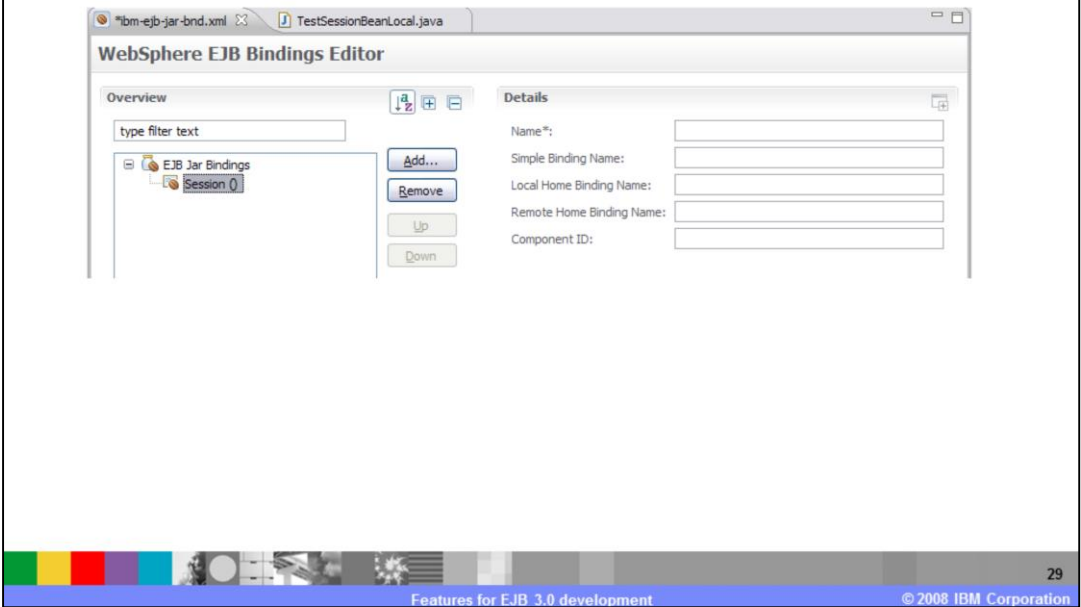 *ibm-ejb-jar-bnd.xml TestSessionBeanLocal.java
WebSphere EJB Bindings Editor
Overview
type filter text
EJB Jar Bindings
Session ()
Add...
Remove
Up
Down
Details
Name*:
Simple Binding Name:
Local Home Binding Name:
Remote Home Binding Name:
Component ID:
29
Features for EJB 3.0 development © 2008 IBM Corporation